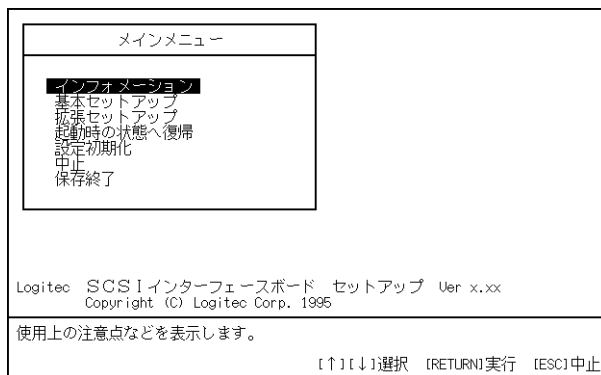 メインメニュー
インフォメーション
基本セットアップ
拡張セットアップ
起動時の状態へ復帰
設定初期化
中止
保存終了
Logitec ＳＣＳＩインターフェースボード セットアップ Ver x.xx
Copyright (C) Logitec Corp. 1995
使用上の注意点などを表示します。
[↑][↓]選択 [RETURN]実行 [ESC]中止